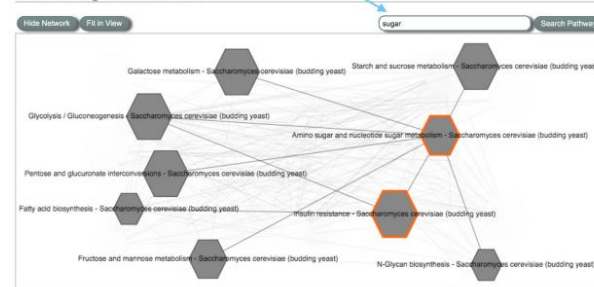 Hide Network Fit in View sugar Search Pathway
Galactose metabolism - Saccharomyces cerevisiae (budding yeast)
Starch and sucrose metabolism - Saccharomyces cerevisiae (budding yeast
Glycolysis / Gluconeogenesis - Saccharomyces cerevisiae (budding yeast)
Amino sugar and nucleotide sugar metabolism - Saccharomyces cerevisiae (budding yeast)
Pentose and glucuronate interconversions - Saccharomyces cerevisiae (budding yeast)
Fatty acid biosynthesis - Saccharomyces cerevisiae (budding yeast)
Insulin resistance - Saccharomyces cerevisiae (budding yeast)
Fructose and mannose metabolism - Saccharomyces cerevisiae (budding yeast)
N-Glycan biosynthesis - Saccharomyces cerevisiae (budding yeast)